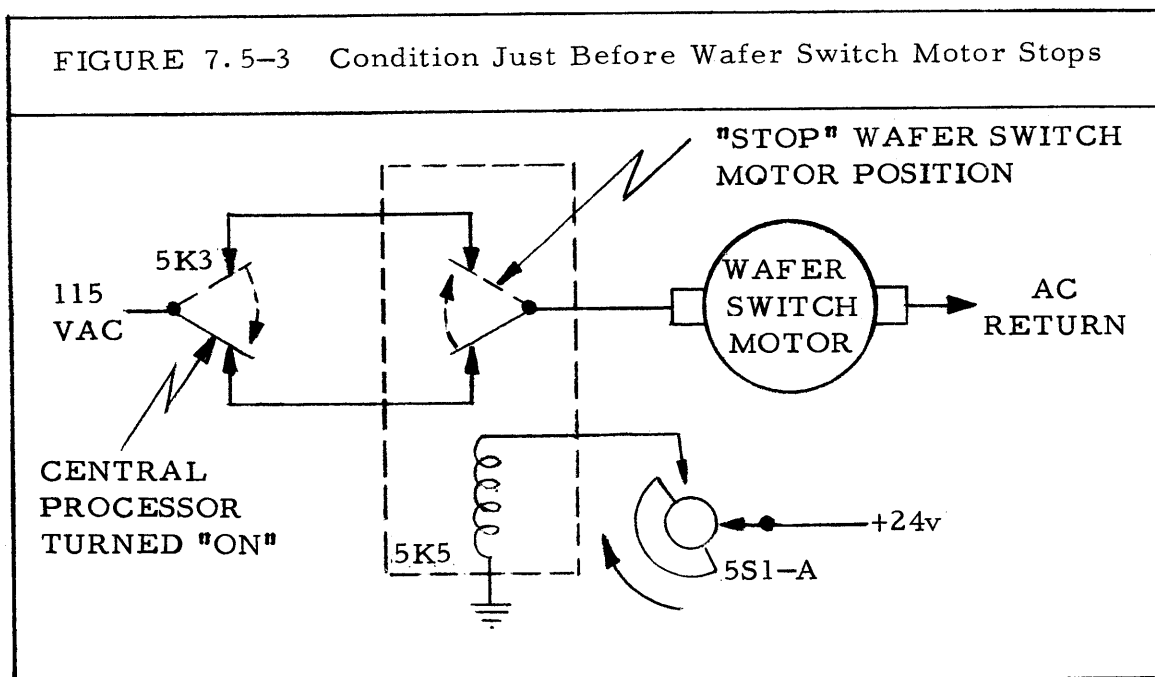 FIGURE 7.5-3 Condition Just Before Wafer Switch Motor Stops
"STOP" WAFER SWITCH
MOTOR POSITION
5K3
115
VAC
WAFER
SWITCH
MOTOR
AC
RETURN
CENTRAL
PROCESSOR
TURNED "ON"
5K5
+24v
5S1-A